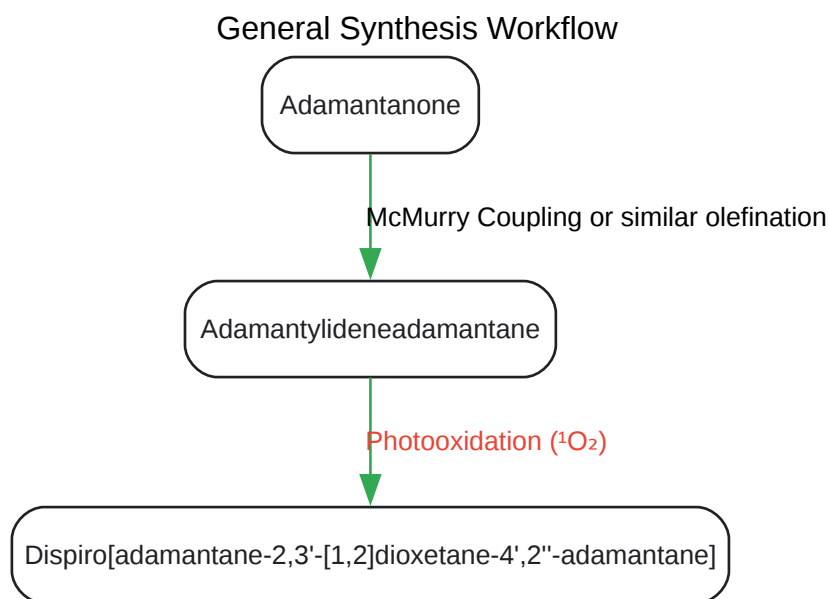 General Synthesis Workflow
Adamantanone
McMurry Coupling or similar olefination
Adamantylideneadamantane
Photooxidation (¹O₂)
Dispiro[adamantane-2,3'-[1,2]dioxetane-4',2''-adamantane]